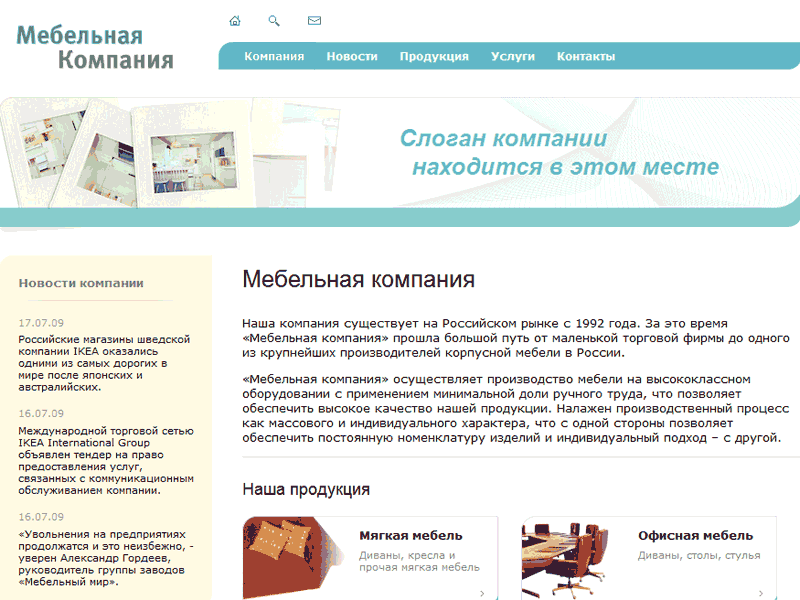 Мебельная
Компания
Компания Новости Продукция Услуги Контакты
Слоган компании
находится в этом месте
Новости компании
17.07.09
Российские магазины шведской
компании IKEA оказались
одними из самых дорогих в
мире после японских и
австралийских.
16.07.09
Международной торговой сетью
IKEA International Group
объявлен тендер на право
предоставления услуг,
связанных с коммуникационным
обслуживанием компании.
16.07.09
«Увольнения на предприятиях
продолжатся и это неизбежно, -
уверен Александр Гордеев,
руководитель группы заводов
«Мебельный мир».
Мебельная компания
Наша компания существует на Российском рынке с 1992 года. За это время
«Мебельная компания» прошла большой путь от маленькой торговой фирмы до одного
из крупнейших производителей корпусной мебели в России.
«Мебельная компания» осуществляет производство мебели на высококлассном
оборудовании с применением минимальной доли ручного труда, что позволяет
обеспечить высокое качество нашей продукции. Налажен производственный процесс
как массового и индивидуального характера, что с одной стороны позволяет
обеспечить постоянную номенклатуру изделий и индивидуальный подход – с другой.
Наша продукция
Мягкая мебель
Диваны, кресла и
прочая мягкая мебель
Офисная мебель
Диваны, столы, стулья